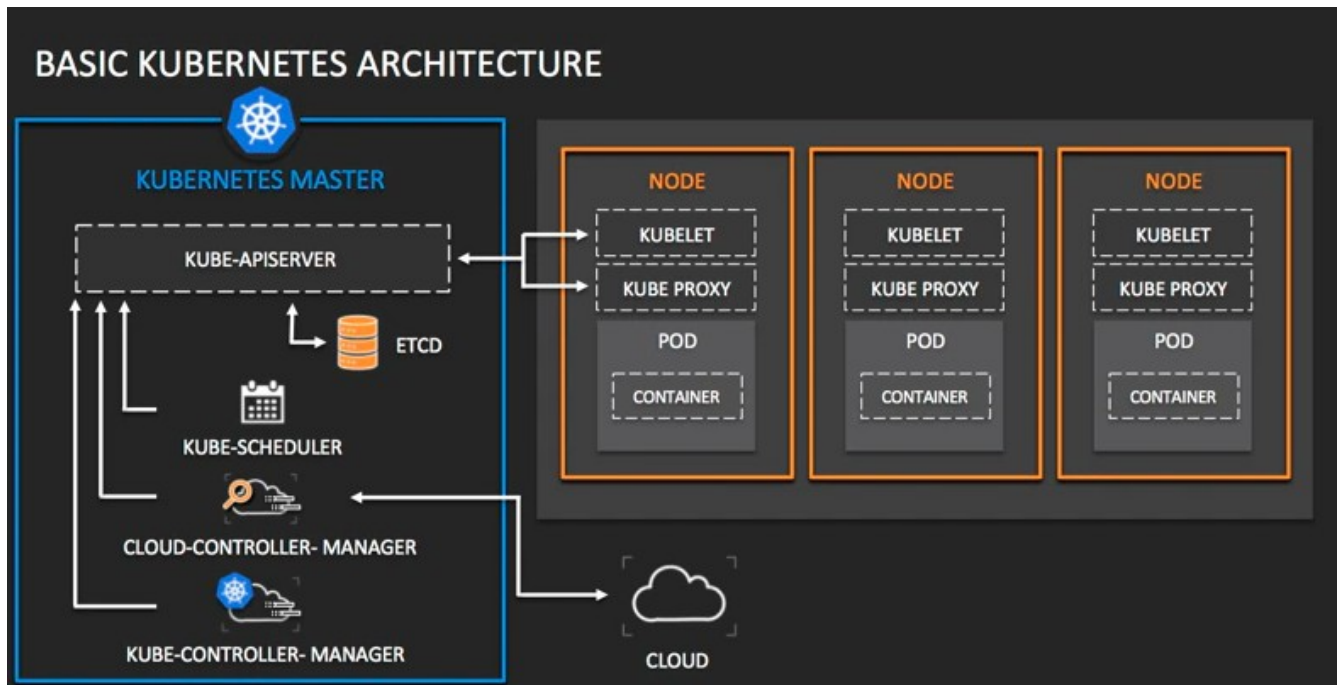 BASIC KUBERNETES ARCHITECTURE
KUBERNETES MASTER
KUBE-APISERVER
ETCD
KUBE-SCHEDULER
CLOUD-CONTROLLER- MANAGER
KUBE-CONTROLLER- MANAGER
NODE
KUBELET
KUBE PROXY
POD
CONTAINER
NODE
KUBELET
KUBE PROXY
POD
CONTAINER
NODE
KUBELET
KUBE PROXY
POD
CONTAINER
CLOUD